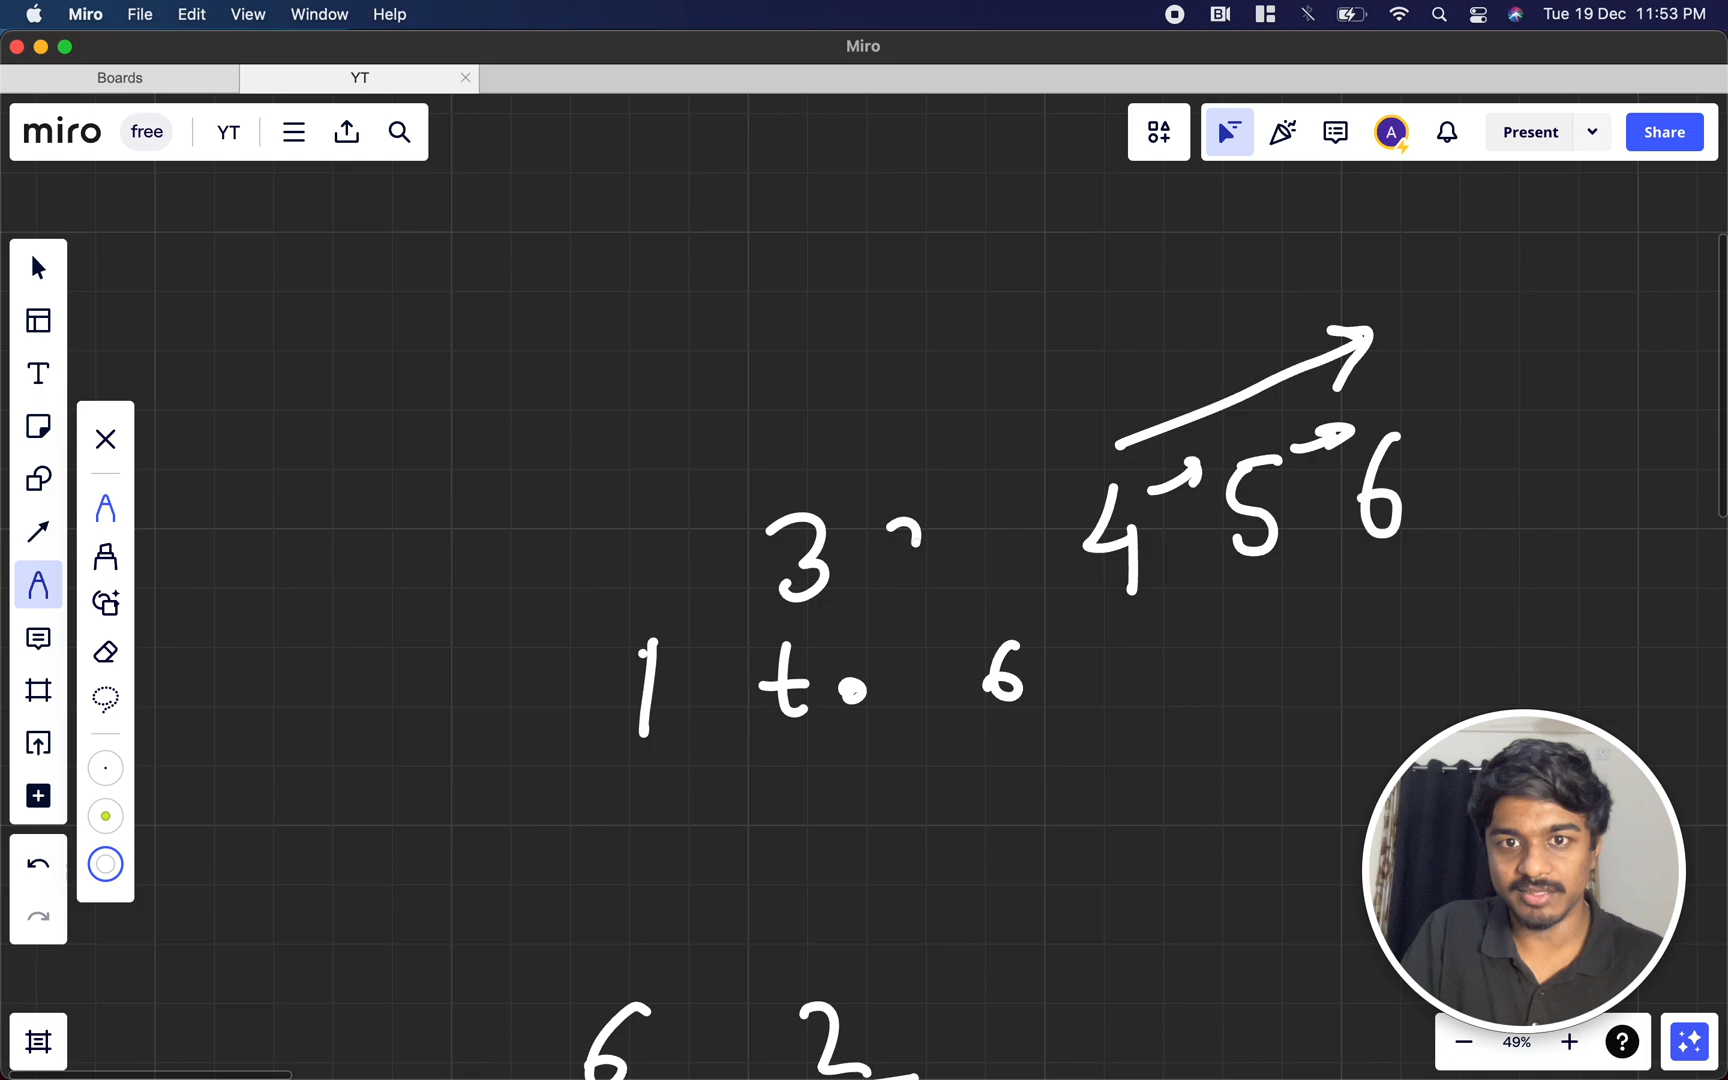 Miro File Edit View Window Help Tue 19 Dec 11:53 PM
Miro
Boards YT
miro free YT Present Share
A
4 5 6
3
1 to 6
6 2
49% ?